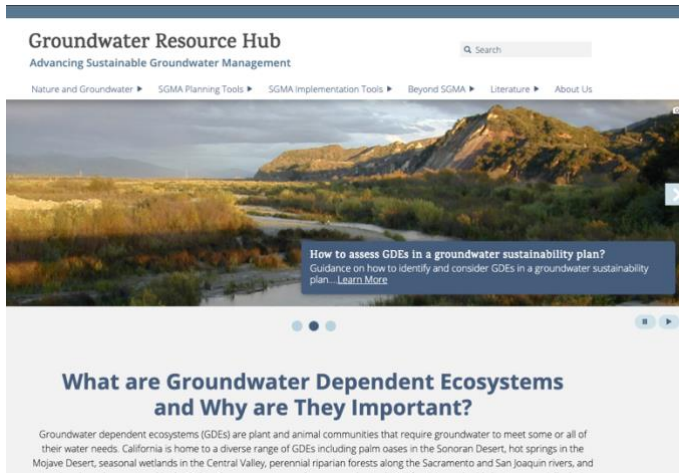 Groundwater Resource Hub
Search
Advancing Sustainable Groundwater Management
Nature and Groundwater ▶ SGMA Planning Tools ▶ SGMA Implementation Tools ▶ Beyond SGMA ▶ Literature ▶ About Us
How to assess GDEs in a groundwater sustainability plan?
Guidance on how to identify and consider GDEs in a groundwater sustainability
plan...Learn More
What are Groundwater Dependent Ecosystems
and Why are They Important?
Groundwater dependent ecosystems (GDEs) are plant and animal communities that require groundwater to meet some or all of
their water needs. California is home to a diverse range of GDEs including palm oases in the Sonoran Desert, hot springs in the
Mojave Desert, seasonal wetlands in the Central Valley, perennial riparian forests along the Sacramento and San Joaquin rivers, and